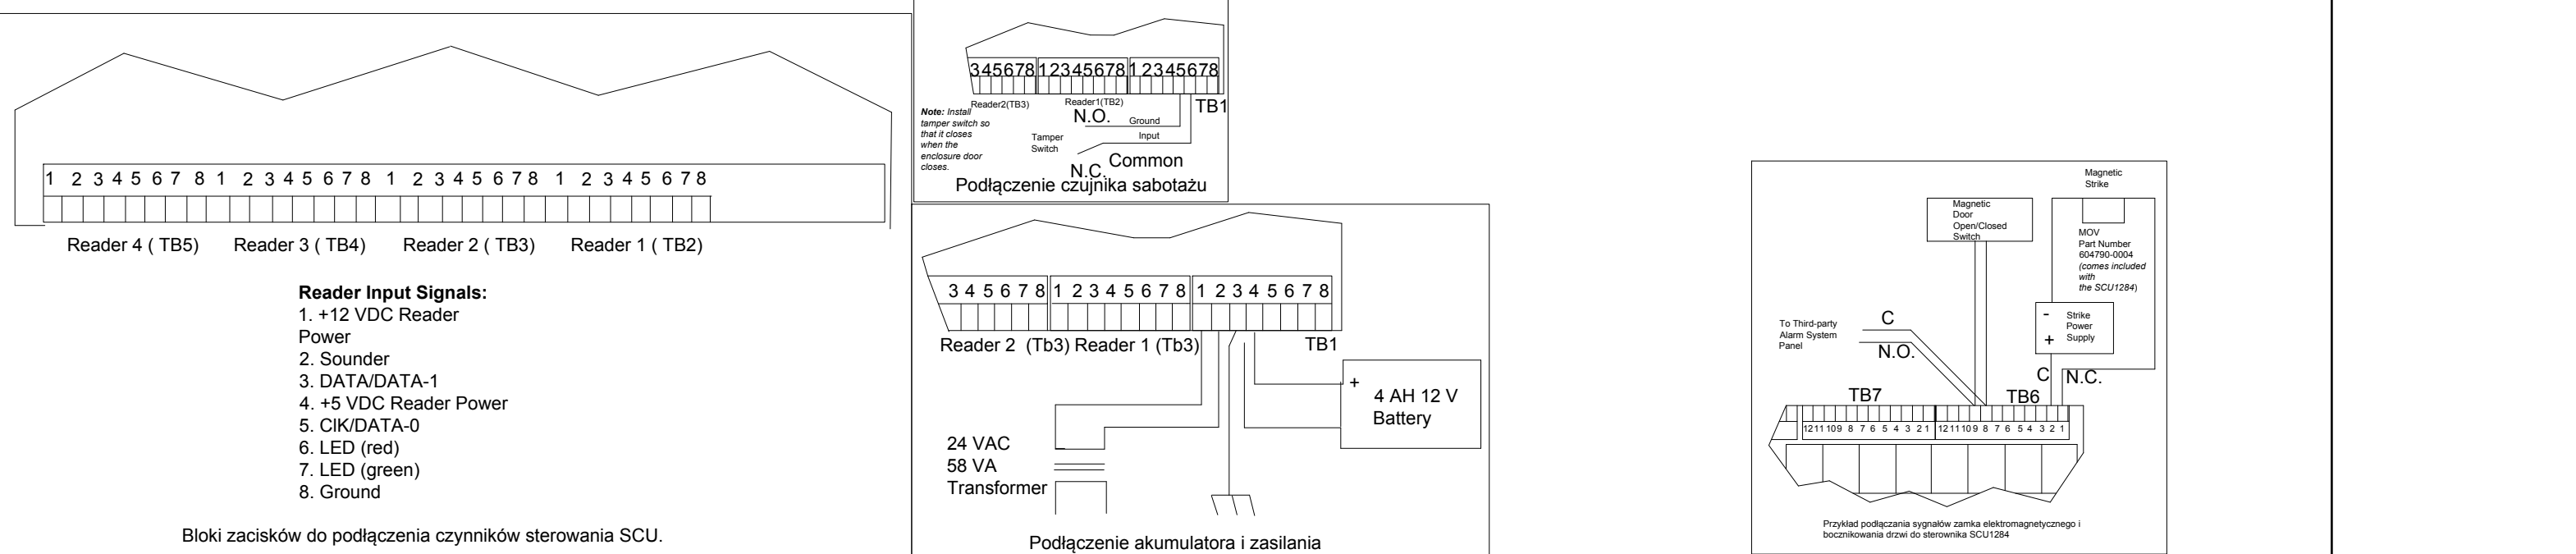 1 2 3 4 5 6 7 8 1 2 3 4 5 6 7 8 1 2 3 4 5 6 7 8 1 2 3 4 5 6 7 8
Reader 4 ( TB5) Reader 3 ( TB4) Reader 2 ( TB3) Reader 1 ( TB2)
Reader Input Signals:
1. +12 VDC Reader
Power
2. Sounder
3. DATA/DATA-1
4. +5 VDC Reader Power
5. ClK/DATA-0
6. LED (red)
7. LED (green)
8. Ground
Bloki zacisków do podłączenia czynników sterowania SCU.
345678 12345678 12345678
Reader2(TB3) Reader1(TB2) TB1
Note: Install
tamper switch so
that it closes
when the
enclosure door
closes.
N.O. Ground
Input
Tamper
Switch
Common
N.C.
Podłączenie czujnika sabotażu
3 4 5 6 7 8 1 2 3 4 5 6 7 8 1 2 3 4 5 6 7 8
Reader 2 (Tb3) Reader 1 (Tb3) TB1
+
4 AH 12 V
Battery
24 VAC
58 VA
Transformer
Podłączenie akumulatora i zasilania
Magnetic
Strike
Magnetic
Door
Open/Closed
Switch
MOV
Part Number
604790-0004
(comes included
with
the SCU1284)
- Strike
Power
+ Supply
To Third-party
Alarm System
Panel
C
N.O.
C N.C.
TB7 TB6
12 11 10 9 8 7 6 5 4 3 2 1 12 11 10 9 8 7 6 5 4 3 2 1
Przykład podłączania sygnałów zamka elektromagnetycznego i
bocznikowania drzwi do sterownika SCU1284